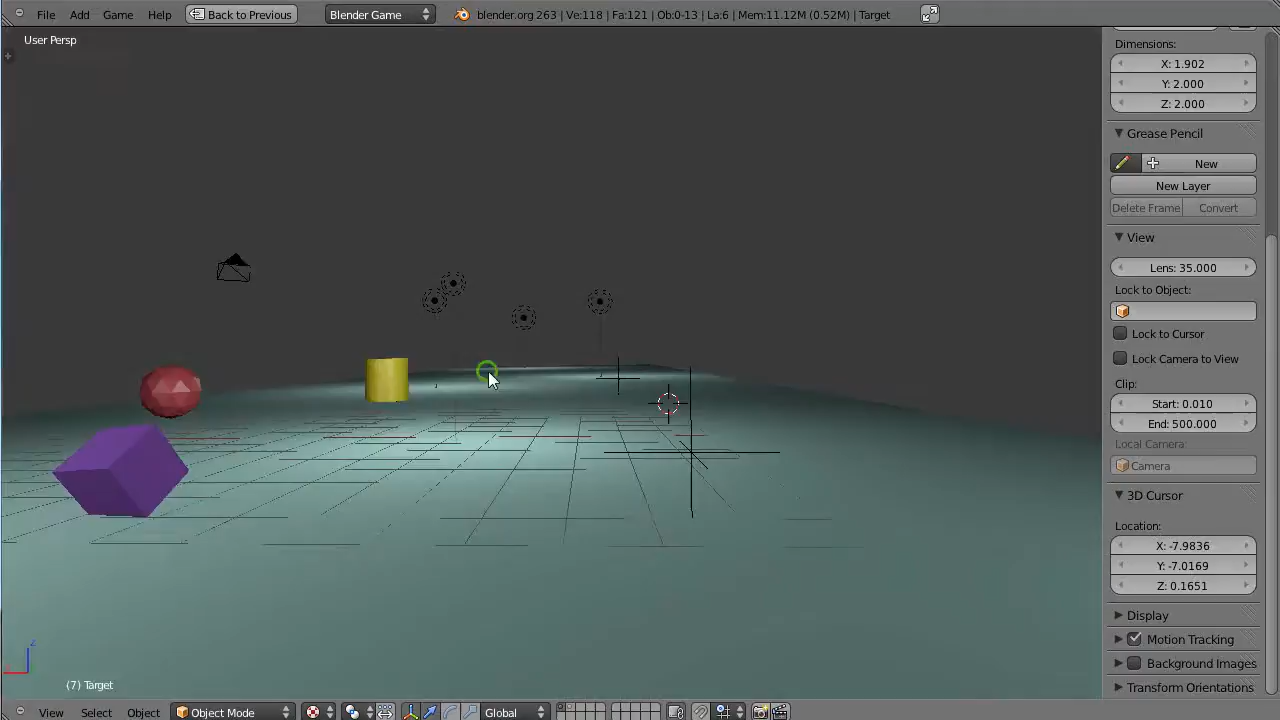 File Add Game Help Back to Previous Blender Game blender.org 263 | Ve:118 | Fa:121 | Ob:0-13 | La:6 | Mem:11.12M (0.52M) | Target
User Persp
Dimensions:
X: 1.902
Y: 2.000
Z: 2.000
Grease Pencil
New
New Layer
Delete Frame Convert
View
Lens: 35.000
Lock to Object:
Lock to Cursor
Lock Camera to View
Clip:
Start: 0.010
End: 500.000
Local Camera:
Camera
3D Cursor
Location:
X: -7.9836
Y: -7.0169
Z: 0.1651
Display
Motion Tracking
Background Images
Transform Orientations
z
(7) Target
View Select Object Object Mode Global